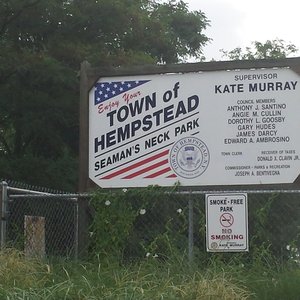 Enjoy Your
TOWN of
HEMPSTEAD
SEAMAN'S NECK PARK
SUPERVISOR
KATE MURRAY
COUNCIL MEMBERS
ANTHONY J. SANTINO
ANGIE M. CULLIN
DOROTHY L. GOOSBY
GARY HUDES
JAMES DARCY
EDWARD A. AMBROSINO
TOWN CLERK
RECEIVER OF TAXES
DONALD X. CLAVIN JR.
COMMISSIONER - PARKS & RECREATION
JOSEPH A. BENTIVEGNA
SMOKE - FREE
PARK
NO
SMOKING
KATE MURRAY